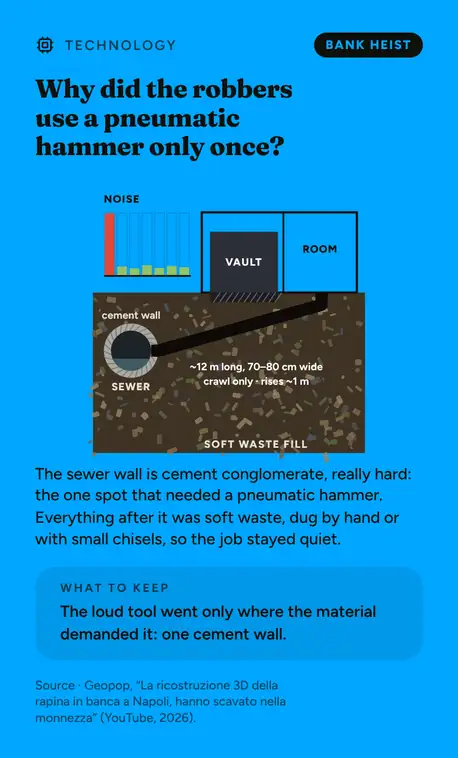 TECHNOLOGY
BANK HEIST
Why did the robbers
use a pneumatic
hammer only once?
NOISE
VAULT
ROOM
cement wall
~12 m long, 70–80 cm wide
crawl only · rises ~1 m
SEWER
SOFT WASTE FILL
The sewer wall is cement conglomerate, really hard:
the one spot that needed a pneumatic hammer.
Everything after it was soft waste, dug by hand or
with small chisels, so the job stayed quiet.
WHAT TO KEEP
The loud tool went only where the material
demanded it: one cement wall.
Source · Geopop, “La ricostruzione 3D della
rapina in banca a Napoli, hanno scavato nella
monnezza” (YouTube, 2026).